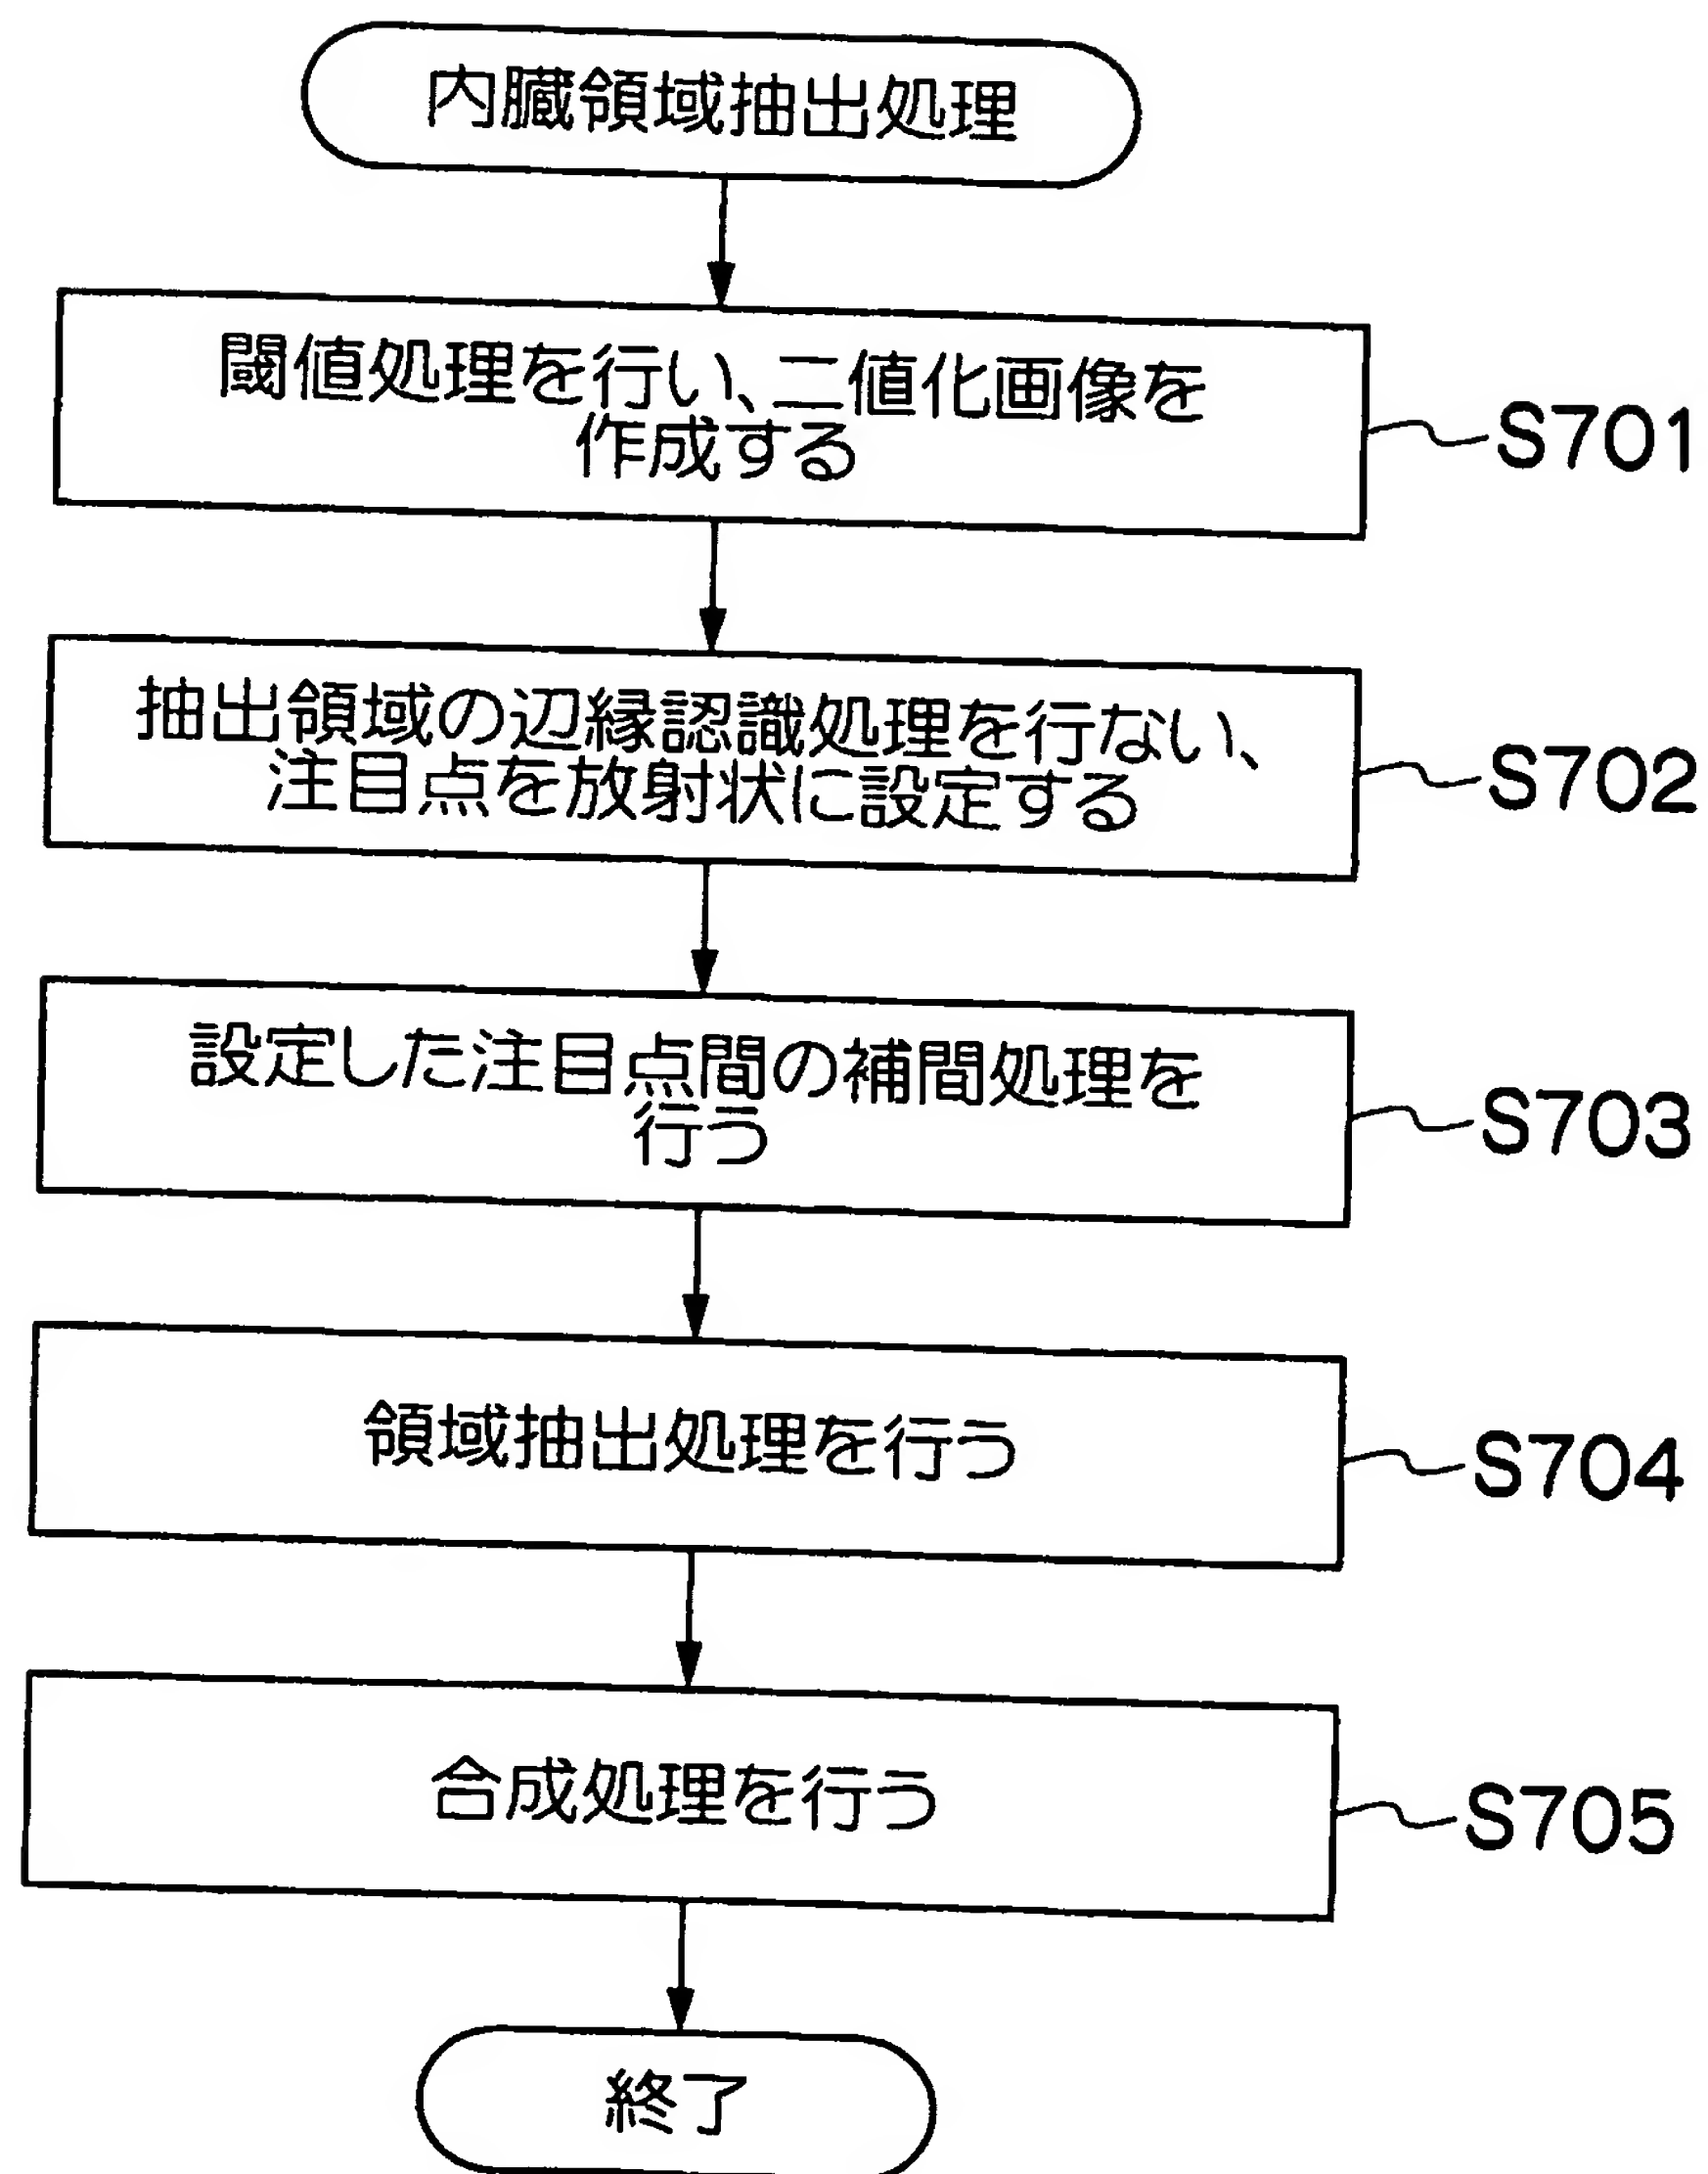 内臓領域抽出処理
閾値処理を行い、二値化画像を
作成する
S701
抽出領域の辺縁認識処理を行ない、
注目点を放射状に設定する
S702
設定した注目点間の補間処理を
行う
S703
領域抽出処理を行う
S704
合成処理を行う
S705
終了